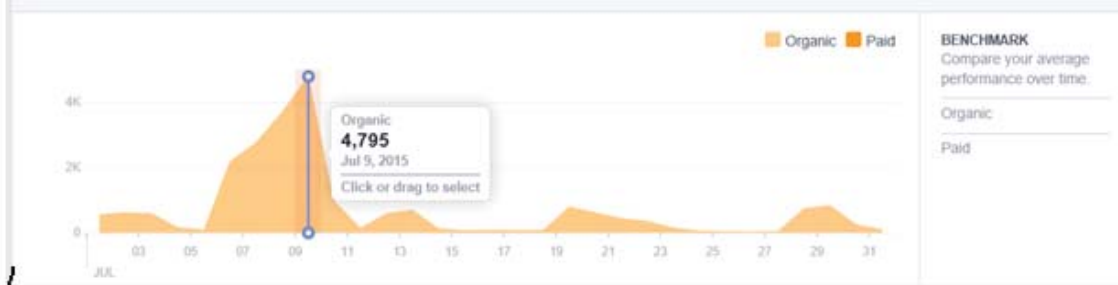 Organic Paid
BENCHMARK
Compare your average
performance over time.
Organic
Paid
4K
2K
0
Organic
4,795
Jul 9, 2015
Click or drag to select
03 05 07 09 11 13 15 17 19 21 23 25 27 29 31
JUL